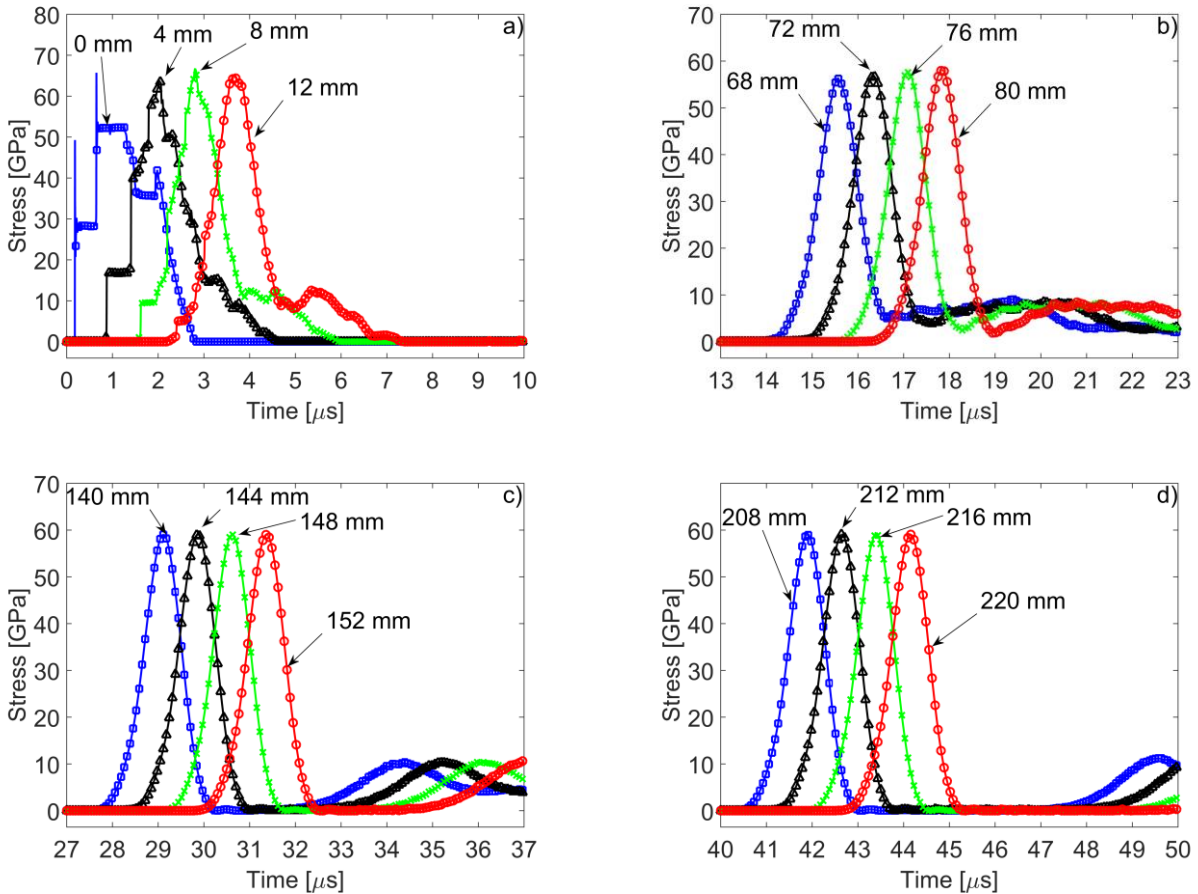 a)
0 mm
4 mm
8 mm
12 mm
Stress [GPa]
80
70
60
50
40
30
20
10
0
0 1 2 3 4 5 6 7 8 9 10
Time [μs]
b)
68 mm
72 mm
76 mm
80 mm
Stress [GPa]
70
60
50
40
30
20
10
0
13 14 15 16 17 18 19 20 21 22 23
Time [μs]
c)
140 mm
144 mm
148 mm
152 mm
Stress [GPa]
70
60
50
40
30
20
10
0
27 28 29 30 31 32 33 34 35 36 37
Time [μs]
d)
208 mm
212 mm
216 mm
220 mm
Stress [GPa]
70
60
50
40
30
20
10
0
40 41 42 43 44 45 46 47 48 49 50
Time [μs]